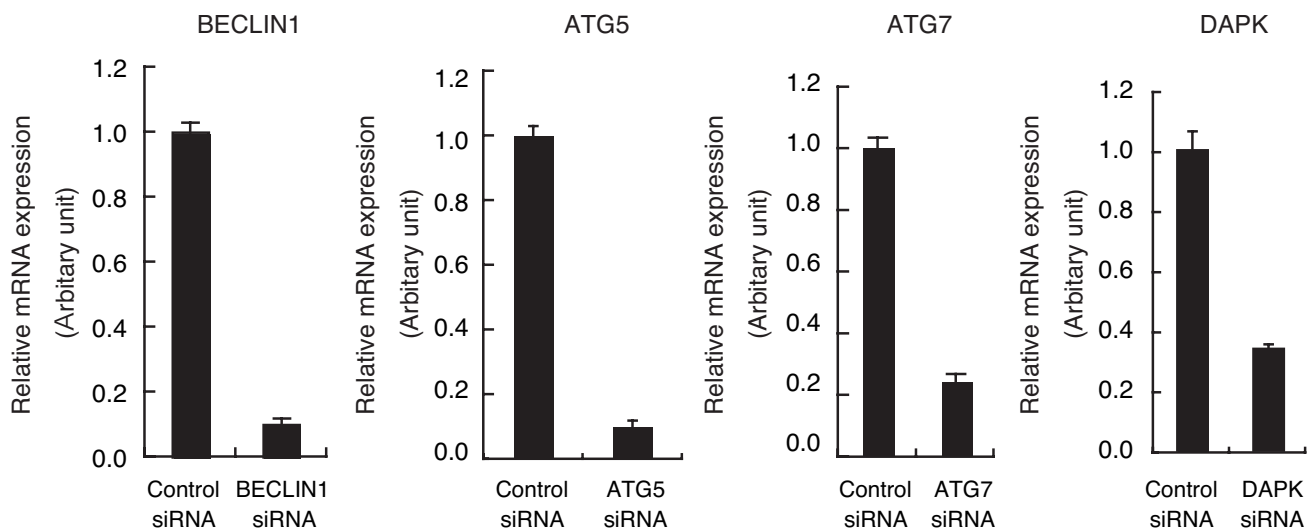 BECLIN1
Relative mRNA expression
(Arbitary unit)
1.2
1.0
0.8
0.6
0.4
0.2
0.0
Control BECLIN1
siRNA siRNA
ATG5
Relative mRNA expression
(Arbitary unit)
1.2
1.0
0.8
0.6
0.4
0.2
0.0
Control ATG5
siRNA siRNA
ATG7
Relative mRNA expression
(Arbitary unit)
1.2
1.0
0.8
0.6
0.4
0.2
0.0
Control ATG7
siRNA siRNA
DAPK
Relative mRNA expression
(Arbitary unit)
1.2
1.0
0.8
0.6
0.4
0.2
0.0
Control DAPK
siRNA siRNA